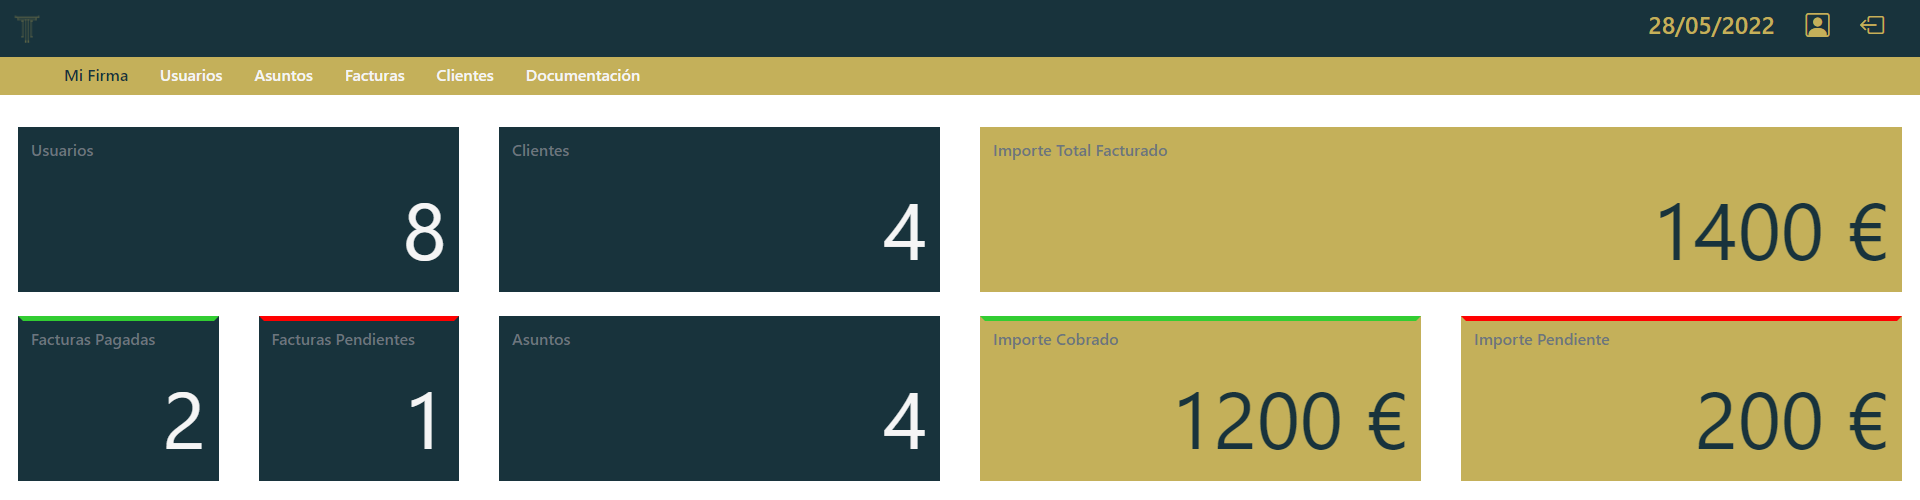 28/05/2022
Mi Firma Usuarios Asuntos Facturas Clientes Documentación
Usuarios
8
Clientes
4
Importe Total Facturado
1400 €
Facturas Pagadas
2
Facturas Pendientes
1
Asuntos
4
Importe Cobrado
1200 €
Importe Pendiente
200 €